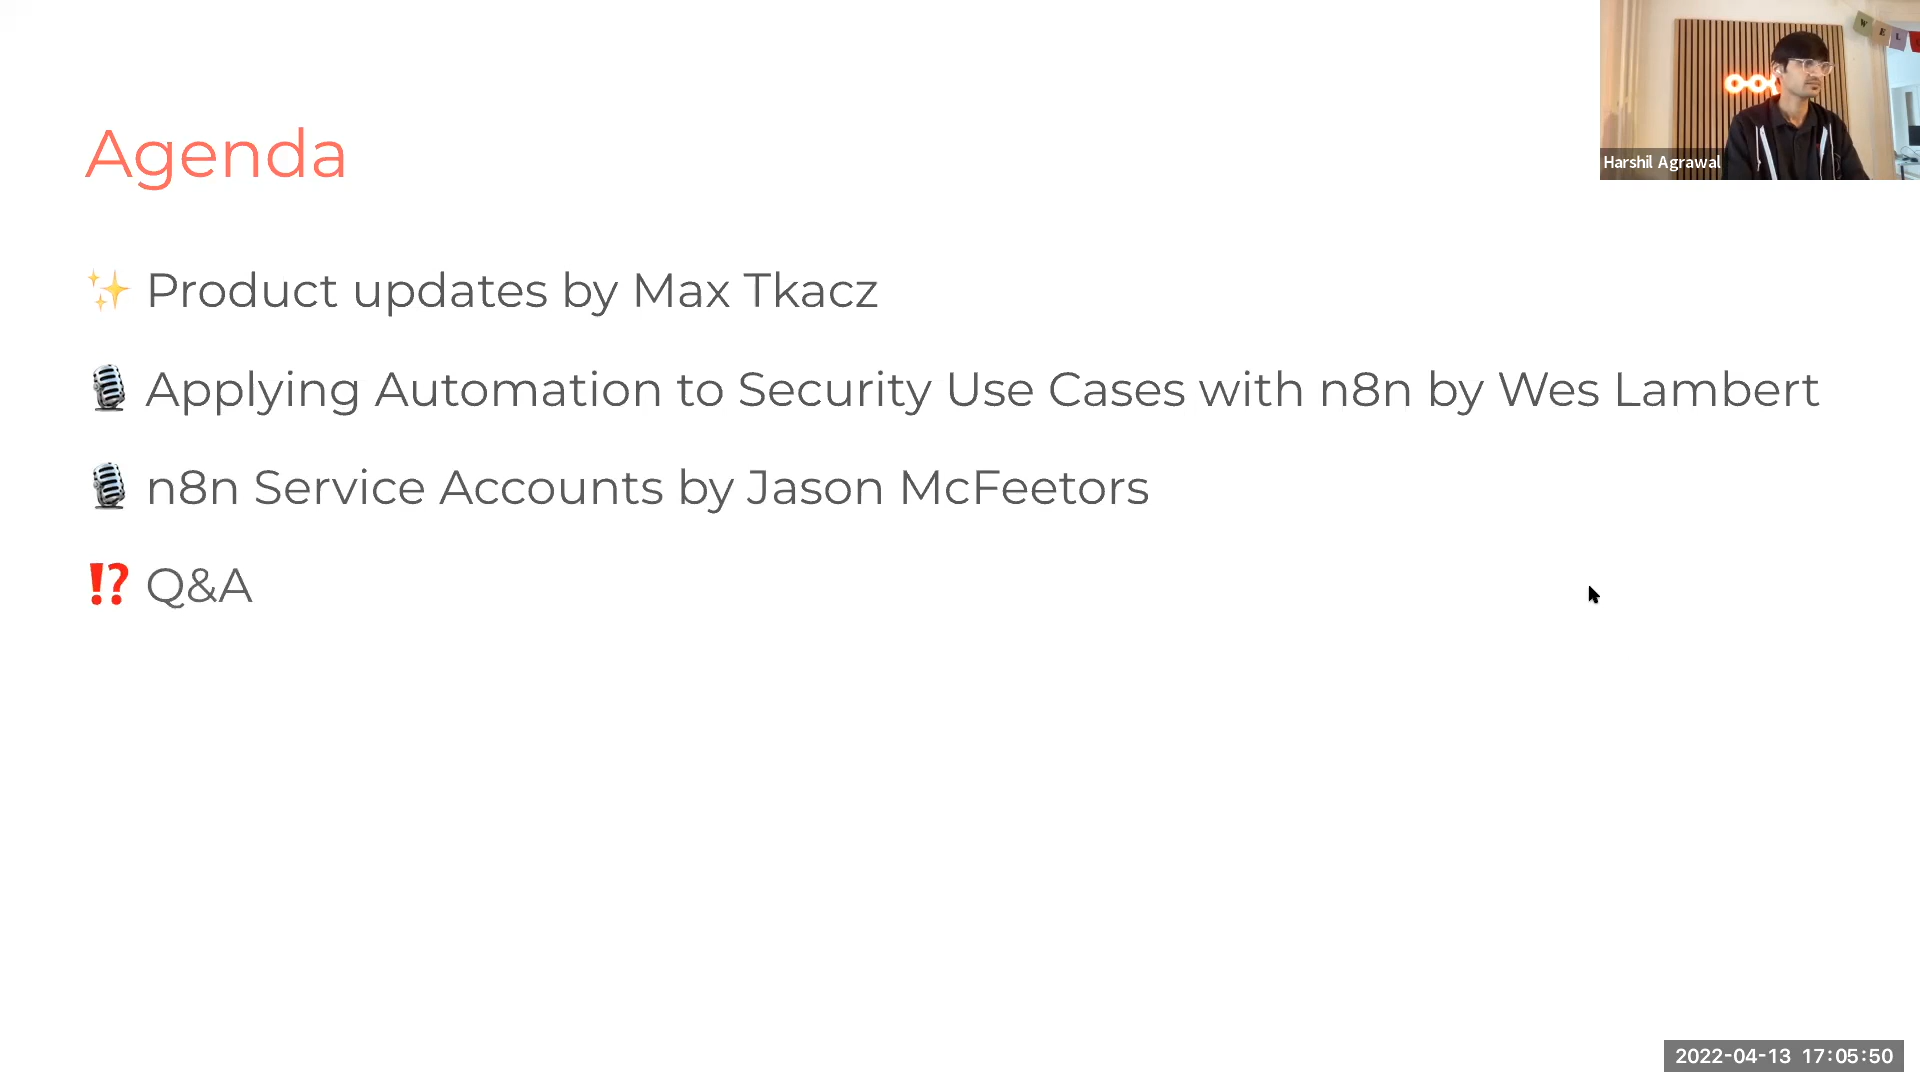 Agenda
✨ Product updates by Max Tkacz
🎙 Applying Automation to Security Use Cases with n8n by Wes Lambert
🎙 n8n Service Accounts by Jason McFeetors
⁉ Q&A
W E L
Harshil Agrawal
2022-04-13 17:05:50